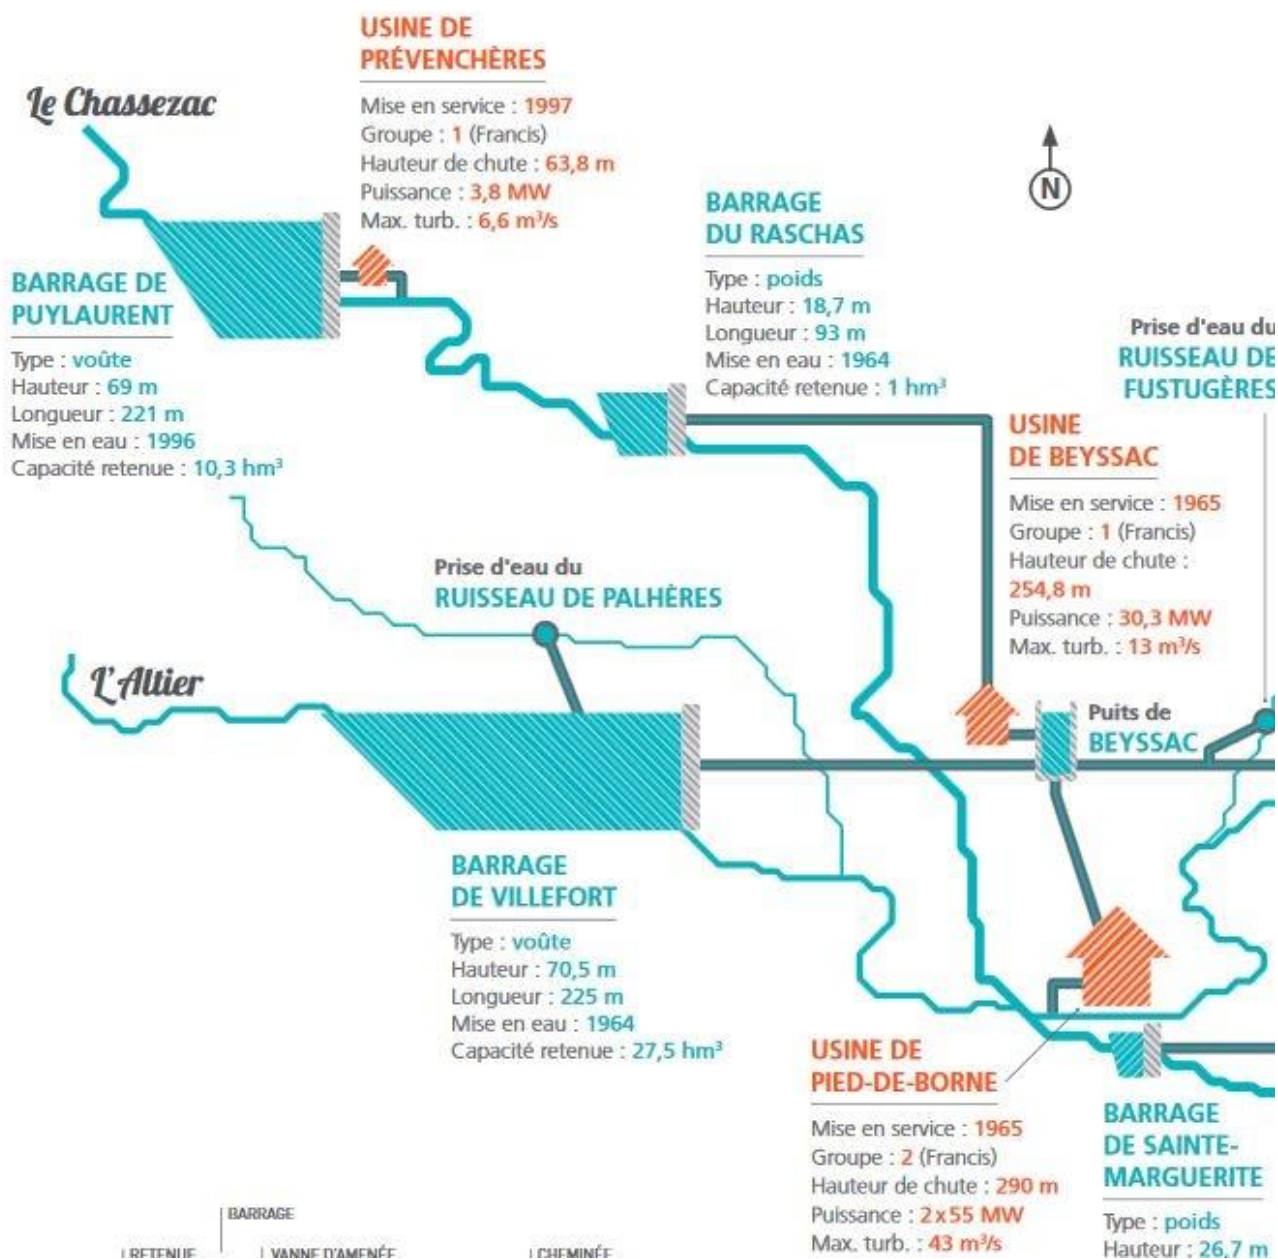 USINE DE
PRÉVENCHÈRES
Mise en service : 1997
Groupe : 1 (Francis)
Hauteur de chute : 63,8 m
Puissance : 3,8 MW
Max. turb. : 6,6 m³/s
Le Chassezac
N
BARRAGE DE
PUYLAURENT
Type : voûte
Hauteur : 69 m
Longueur : 221 m
Mise en eau : 1996
Capacité retenue : 10,3 hm³
BARRAGE
DU RASCHAS
Type : poids
Hauteur : 18,7 m
Longueur : 93 m
Mise en eau : 1964
Capacité retenue : 1 hm³
Prise d'eau du
RUISSEAU DE
FUSTUGÈRES
USINE
DE BEYSSAC
Mise en service : 1965
Groupe : 1 (Francis)
Hauteur de chute :
254,8 m
Puissance : 30,3 MW
Max. turb. : 13 m³/s
Prise d'eau du
RUISSEAU DE PALHÈRES
L'Altier
Puits de
BEYSSAC
BARRAGE
DE VILLEFORT
Type : voûte
Hauteur : 70,5 m
Longueur : 225 m
Mise en eau : 1964
Capacité retenue : 27,5 hm³
USINE DE
PIED-DE-BORNE
Mise en service : 1965
Groupe : 2 (Francis)
Hauteur de chute : 290 m
Puissance : 2x55 MW
Max. turb. : 43 m³/s
BARRAGE
DE SAINTE-
MARGUERITE
Type : poids
Hauteur : 26,7 m
BARRAGE
RETENUE
VANNE D'AMENÉE
CHEMINÉE